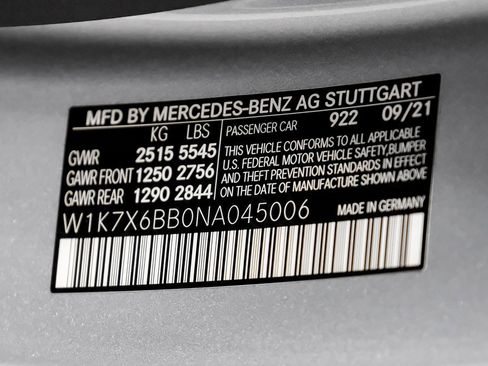 MFD BY MERCEDES-BENZ AG STUTTGART
KG LBS
PASSENGER CAR 922 09/21
GVWR 2515 5545
GAWR FRONT 1250 2756
GAWR REAR 1290 2844
THIS VEHICLE CONFORMS TO ALL APPLICABLE
U.S. FEDERAL MOTOR VEHICLE SAFETY,BUMPER
AND THEFT PREVENTION STANDARDS IN EFFECT
ON THE DATE OF MANUFACTURE SHOWN ABOVE
W1K7X6BB0NA045006
MADE IN GERMANY